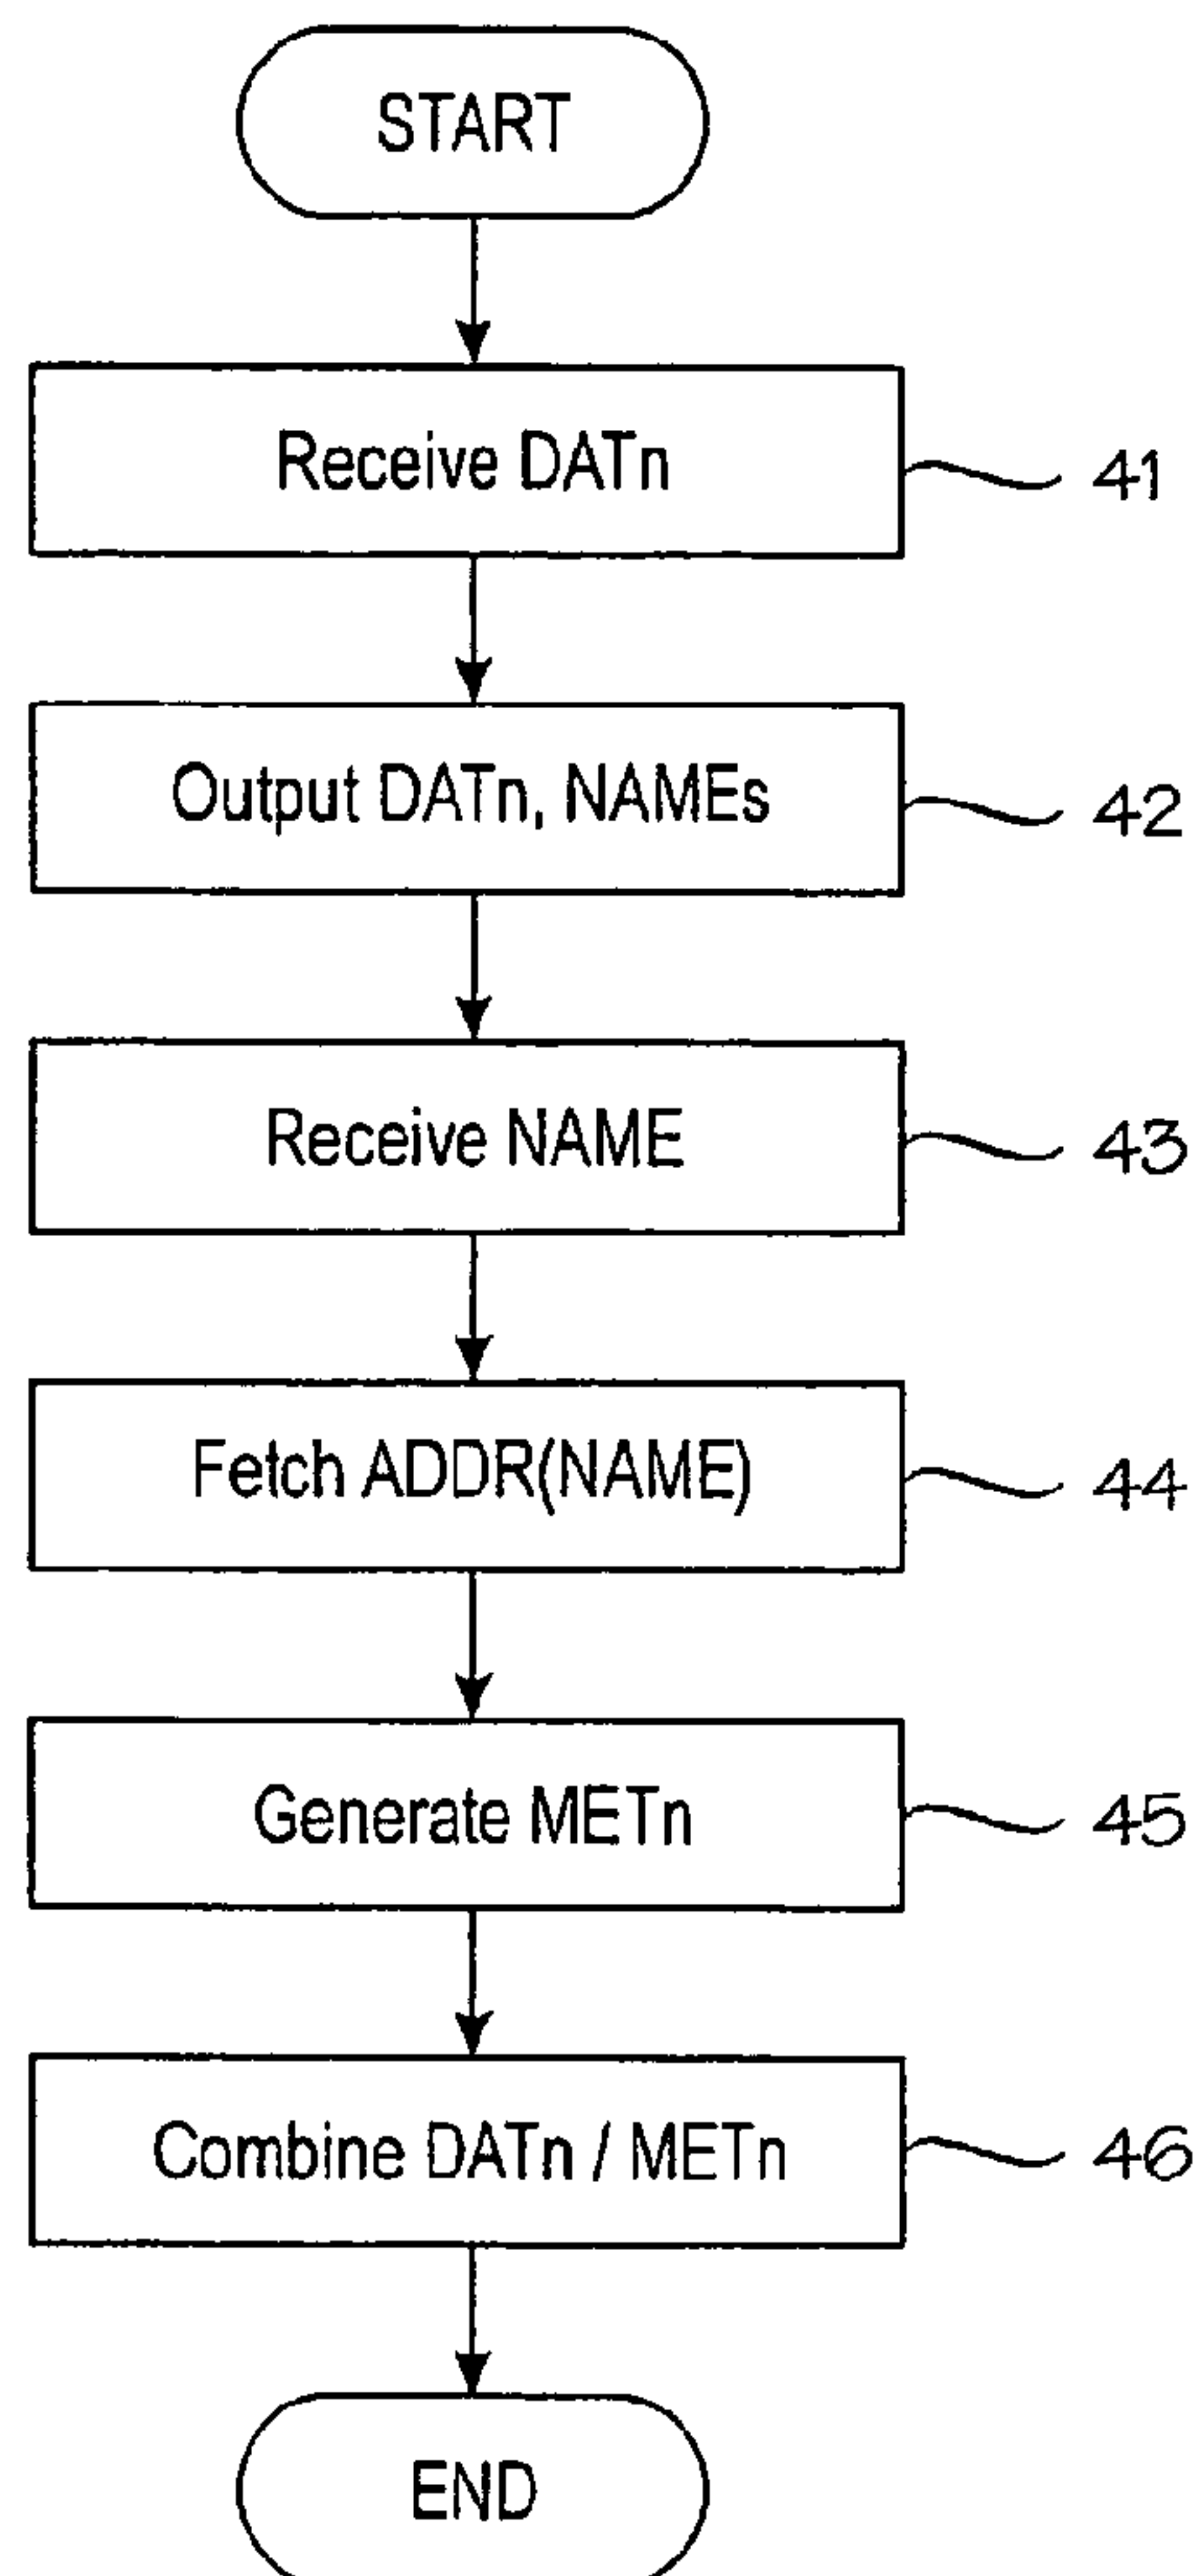 START
Receive DATn
41
Output DATn, NAMEs
42
Receive NAME
43
Fetch ADDR(NAME)
44
Generate METn
45
Combine DATn / METn
46
END